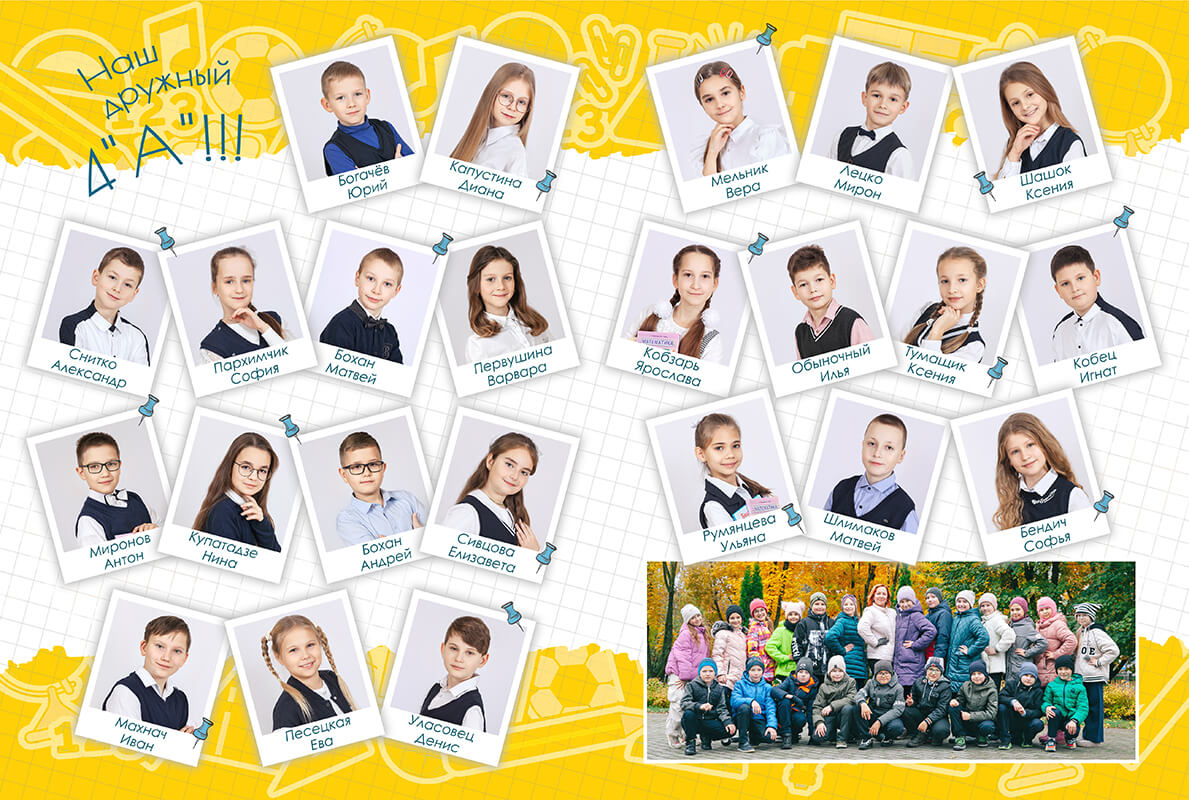 Наш
дружный
4"А"!!!
Богачёв
Юрий
Капустина
Диана
Мельник
Вера
Лецко
Мирон
Шашок
Ксения
Снитко
Александр
Пархимчик
София
Бохан
Матвей
Первушина
Варвара
МАТЕМАТИКА
Кобзарь
Ярослава
Обыночный
Илья
Тумащик
Ксения
Кобец
Игнат
Миронов
Антон
Купатадзе
Нина
Бохан
Андрей
Сивцова
Елизавета
Румянцева
Ульяна
Шлимаков
Матвей
Бендич
Софья
Махнач
Иван
Песецкая
Ева
Уласовец
Денис